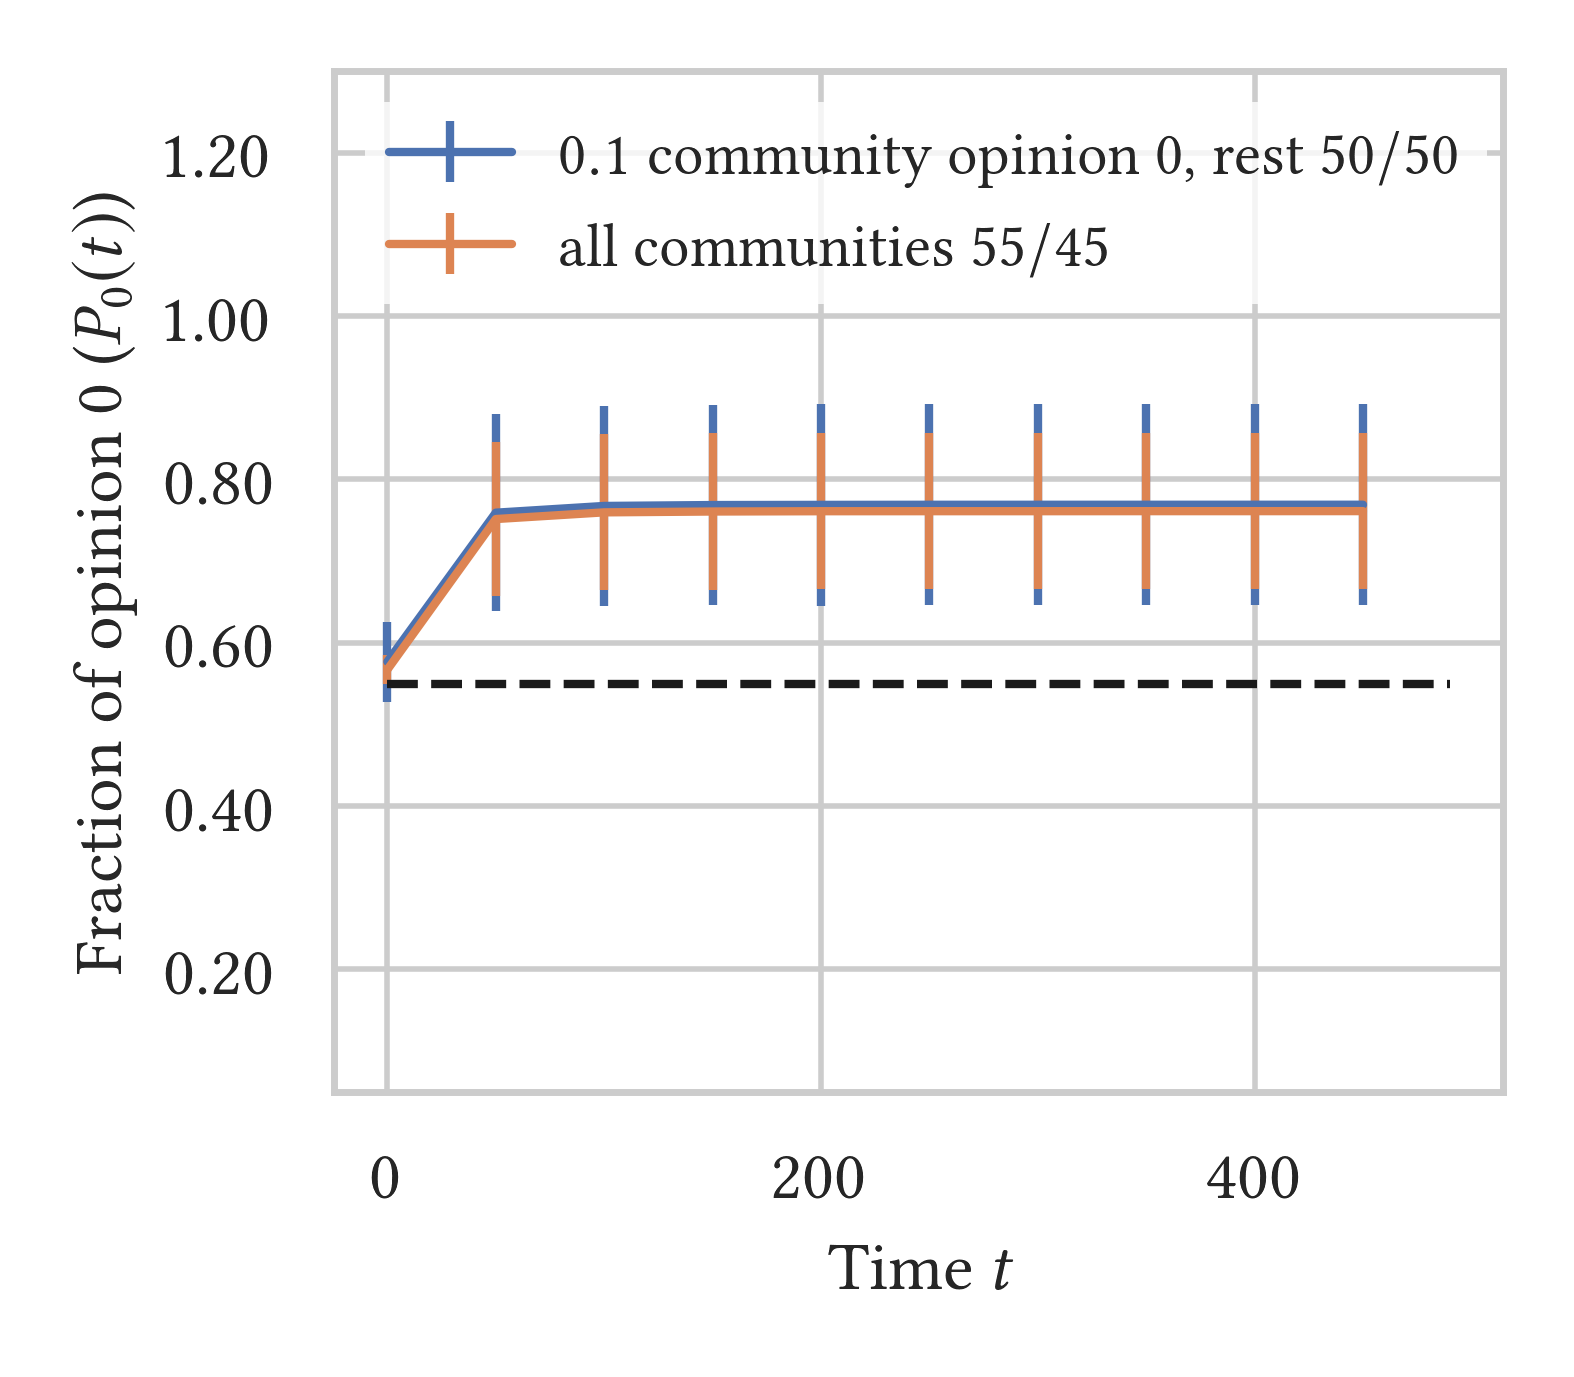 0.1 community opinion 0, rest 50/50
all communities 55/45
Fraction of opinion 0 (P₀(t))
1.20
1.00
0.80
0.60
0.40
0.20
0
200
400
Time t